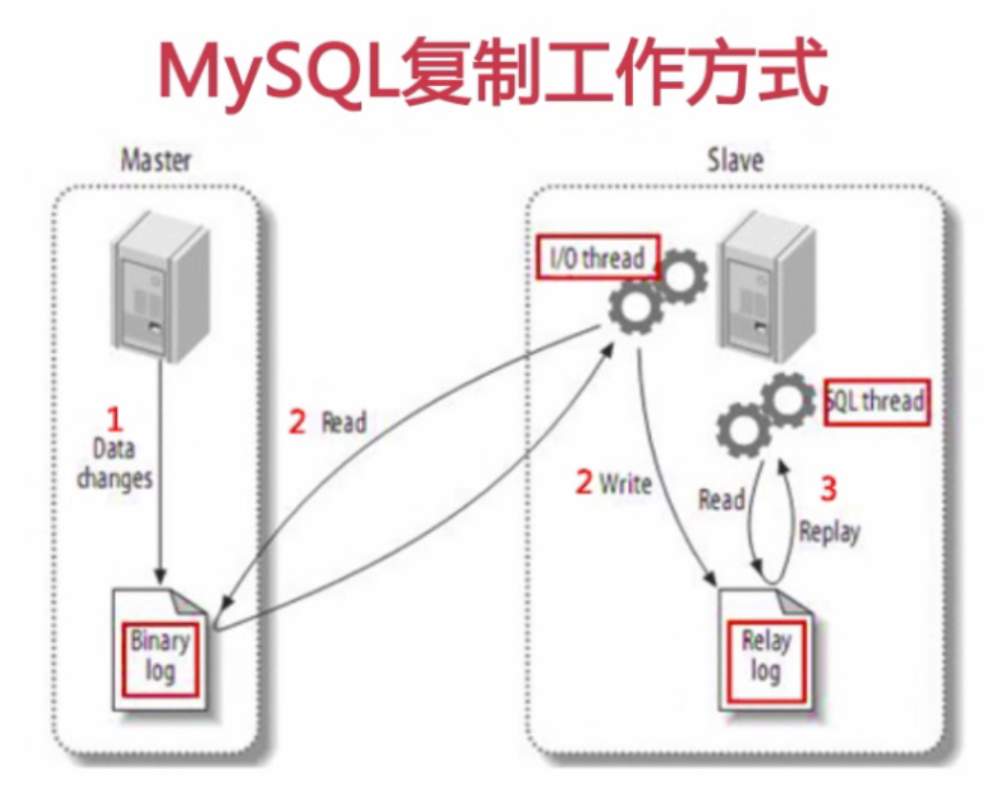 MySQL复制工作方式
Master
Slave
I/O thread
1
Data
changes
2 Read
SQL thread
2 Write
Read
3
Replay
Binary
log
Relay
log